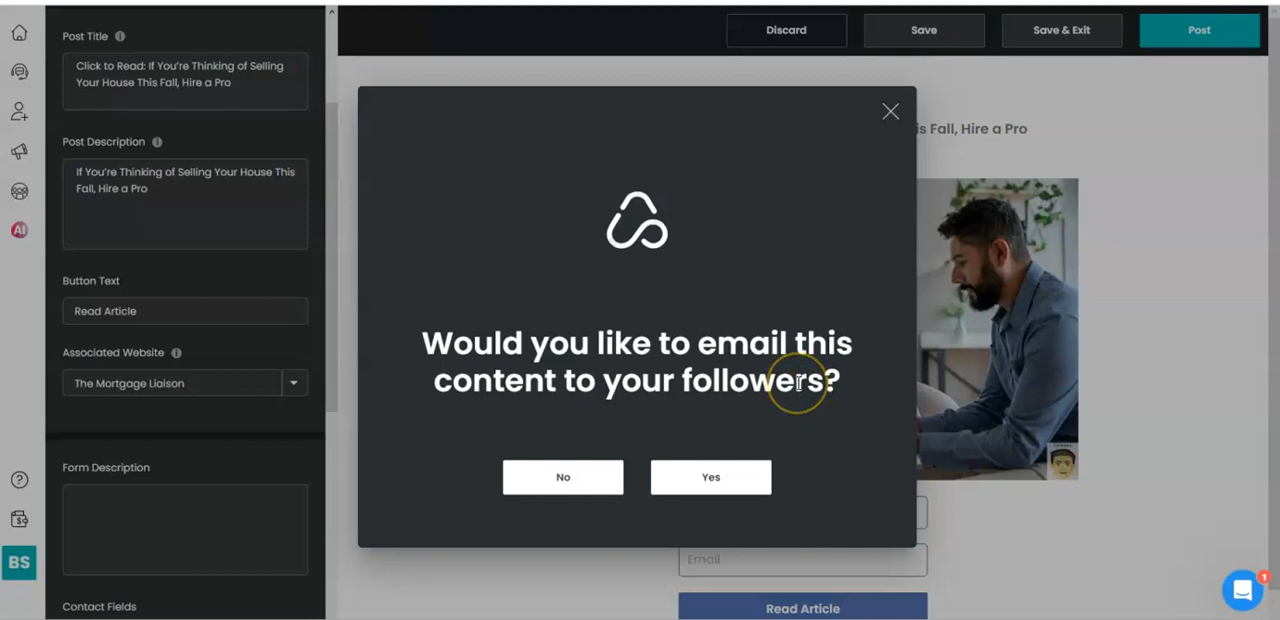 Post Title
Click to Read: If You're Thinking of Selling
Your House This Fall, Hire a Pro
Post Description
If You're Thinking of Selling Your House This
Fall, Hire a Pro
Button Text
Read Article
Associated Website
The Mortgage Liaison
Form Description
Contact Fields
AI
BS
Discard
Save
Save & Exit
Post
is Fall, Hire a Pro
Would you like to email this
content to your followers?
No
Yes
Email
Read Article
1